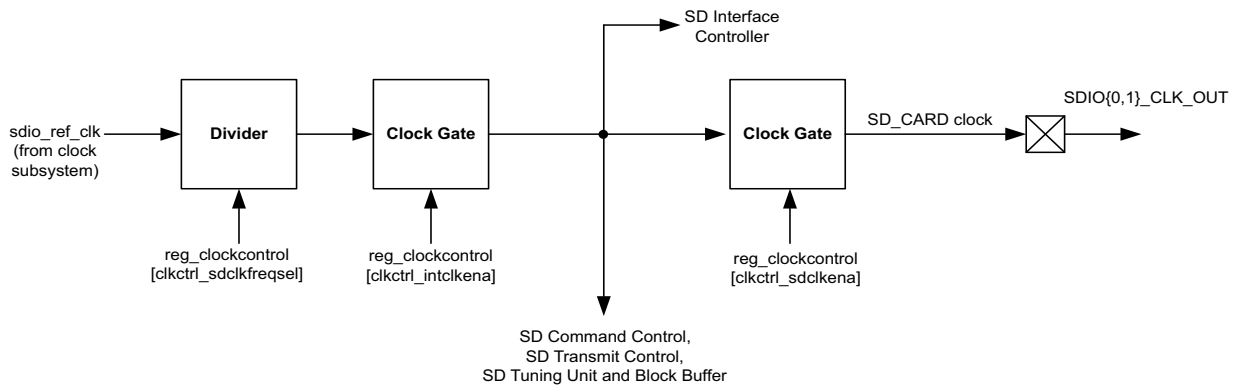 SD Interface
Controller
SDIO{0,1}_CLK_OUT
sdio_ref_clk
(from clock
subsystem)
Divider
Clock Gate
Clock Gate
SD_CARD clock
reg_clockcontrol
[clkctrl_sdclkfreqsel]
reg_clockcontrol
[clkctrl_intclkena]
reg_clockcontrol
[clkctrl_sdclkena]
SD Command Control,
SD Transmit Control,
SD Tuning Unit and Block Buffer